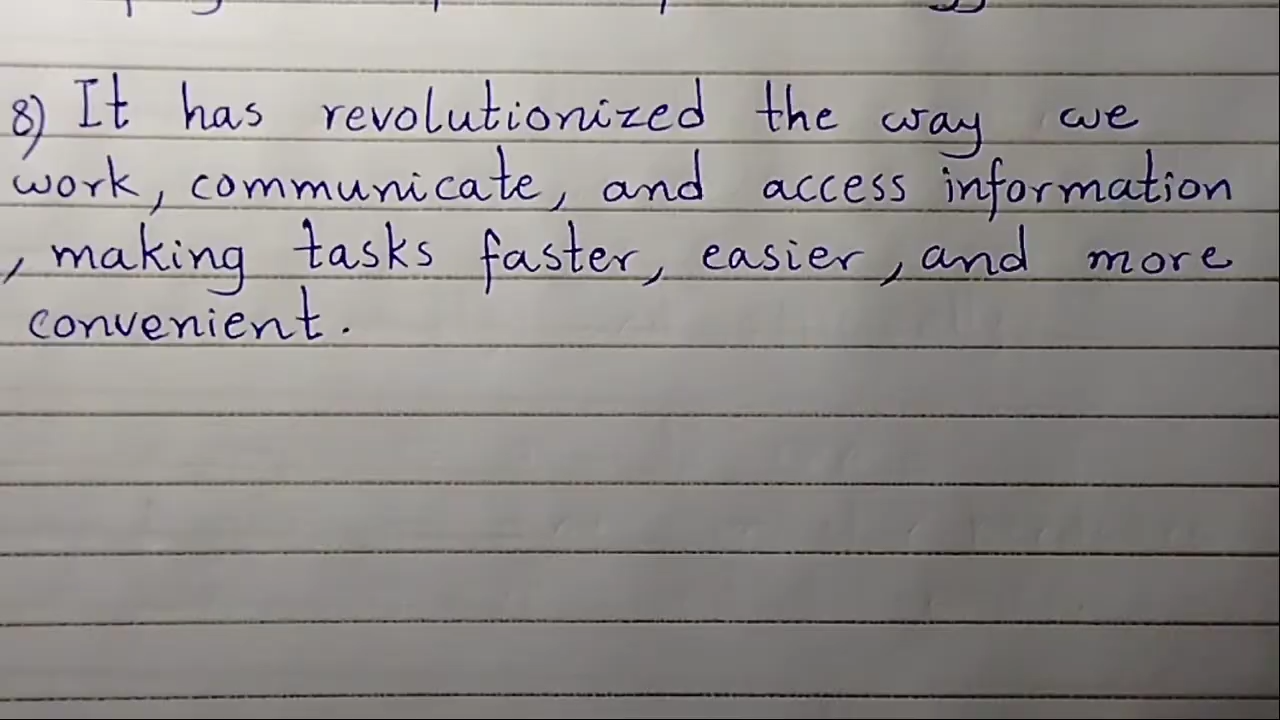 8) It has revolutionized the way we
work, communicate, and access information
, making tasks faster, easier, and more
convenient.